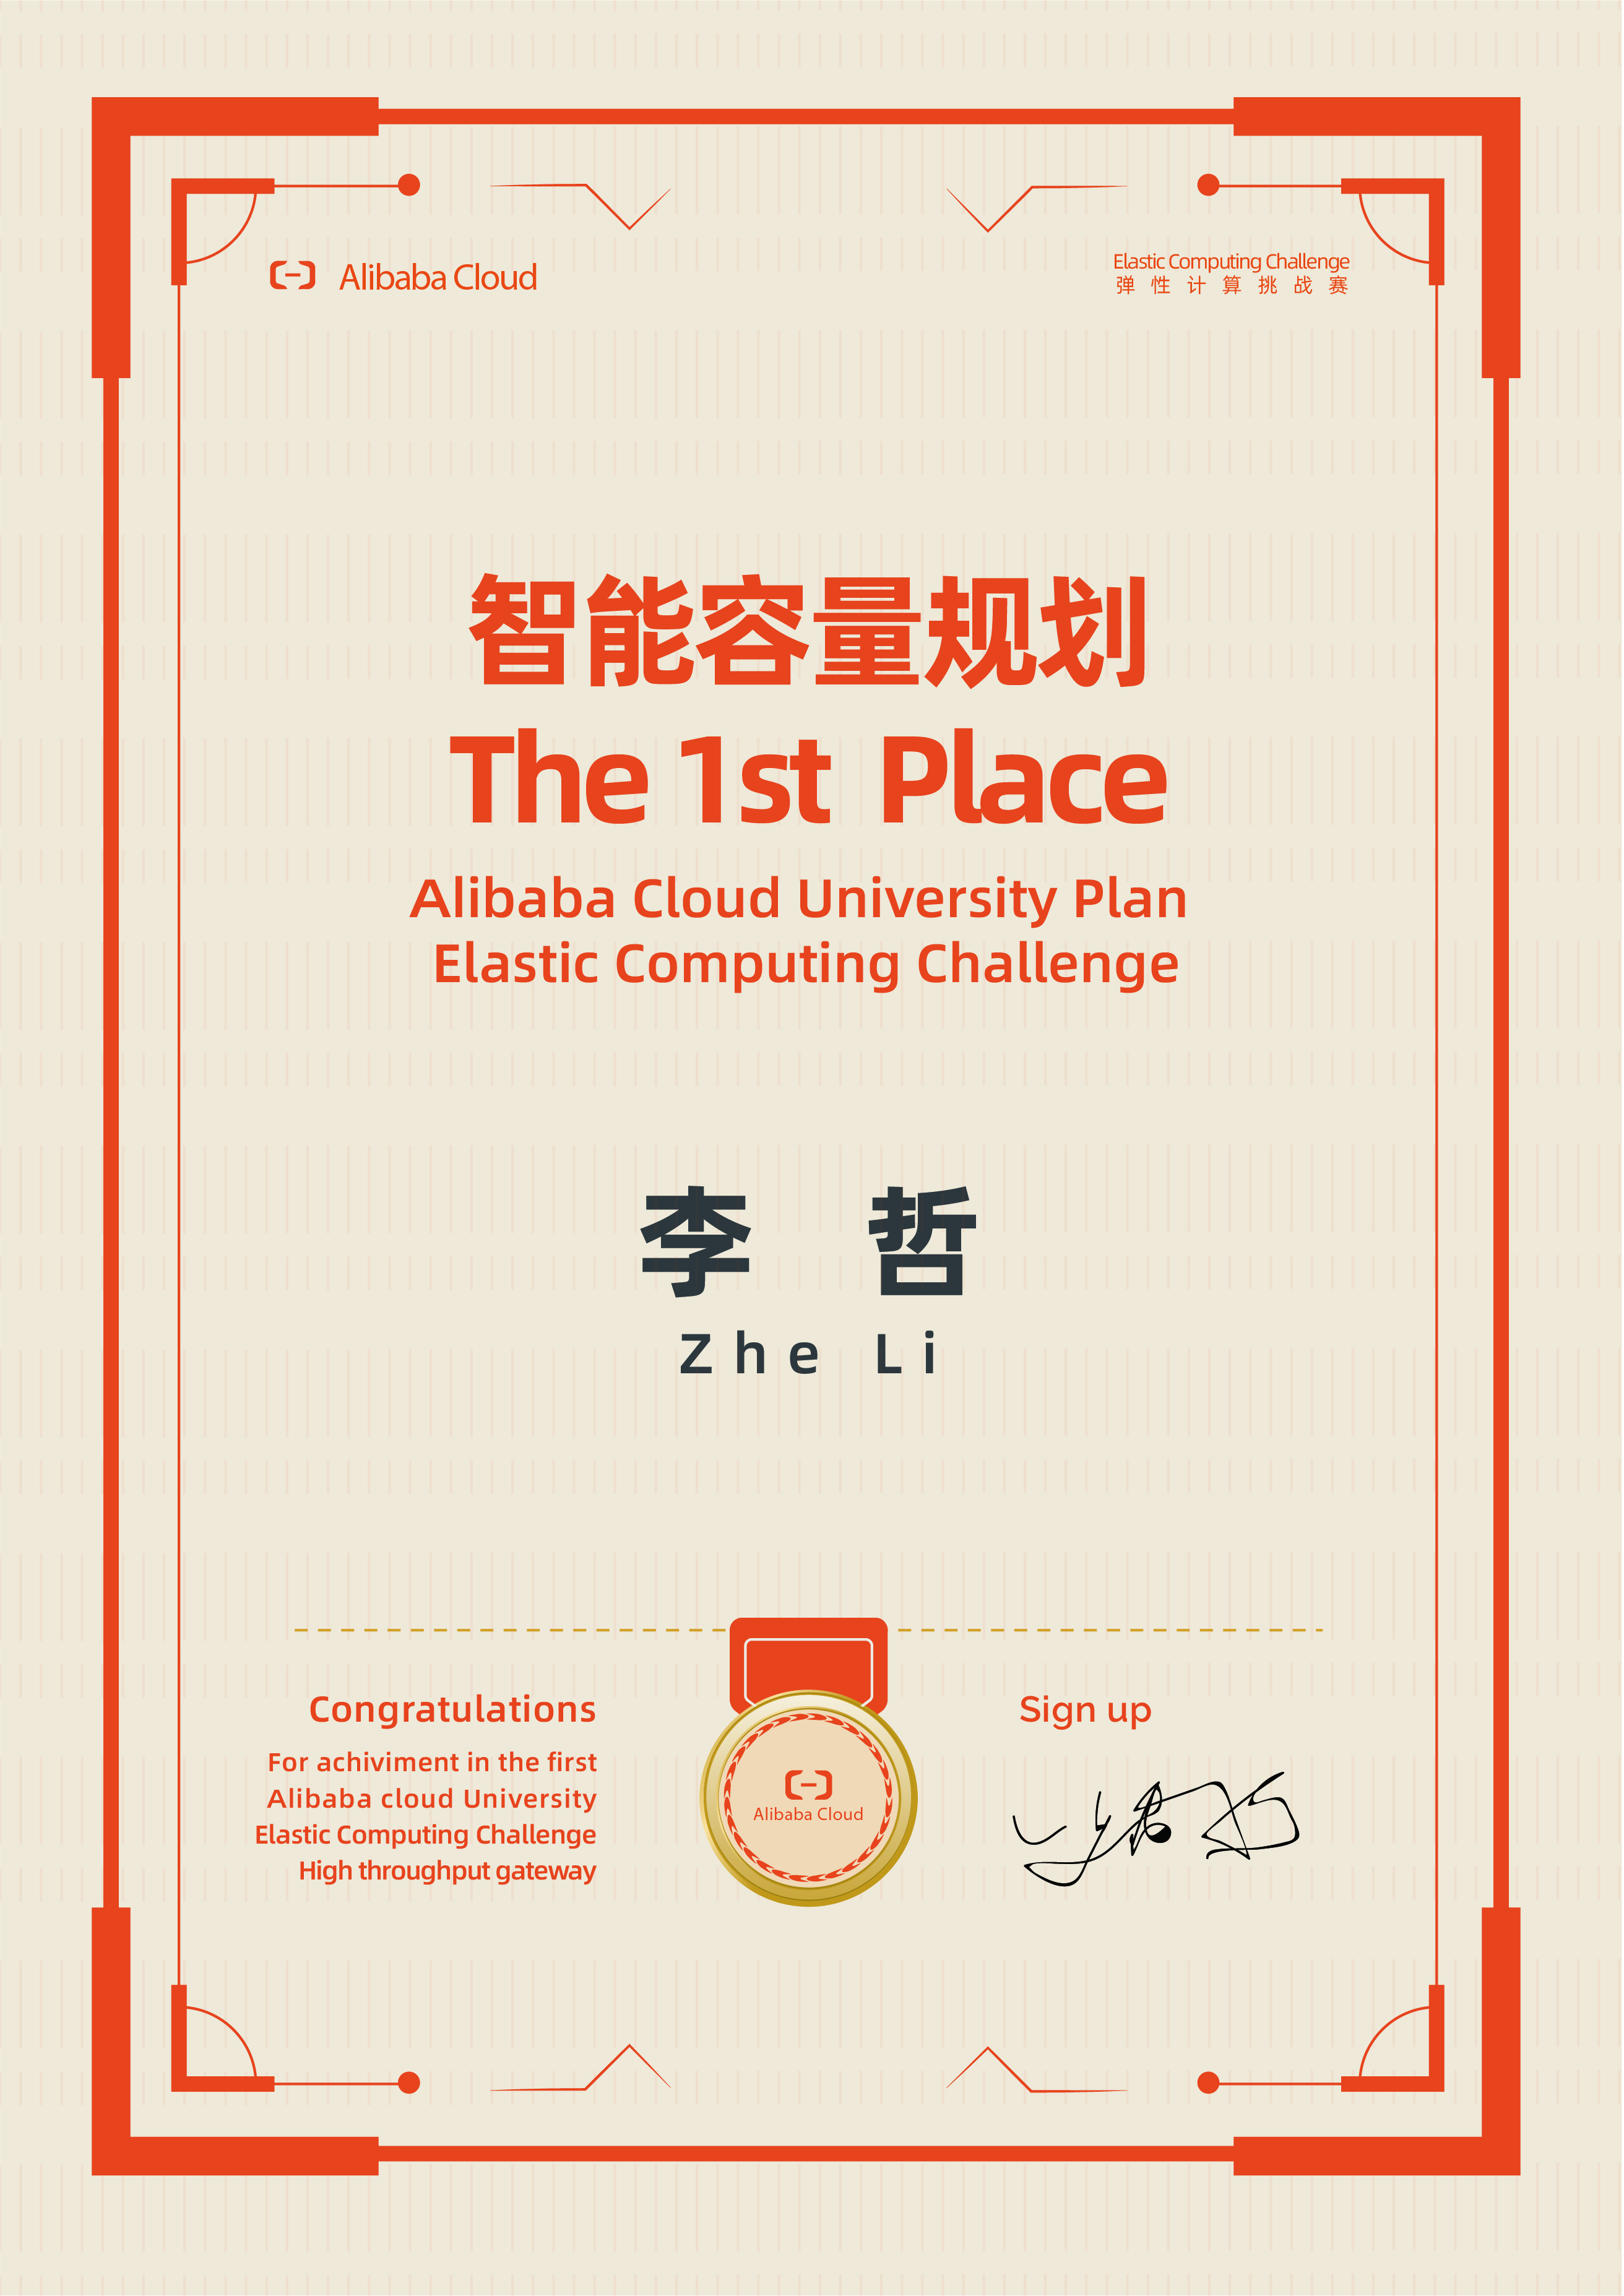 Alibaba Cloud
Elastic Computing Challenge
弹性计算挑战赛
智能容量规划
The 1st Place
Alibaba Cloud University Plan
Elastic Computing Challenge
李 哲
Zhe Li
Congratulations
For achiviment in the first
Alibaba cloud University
Elastic Computing Challenge
High throughput gateway
Alibaba Cloud
Sign up